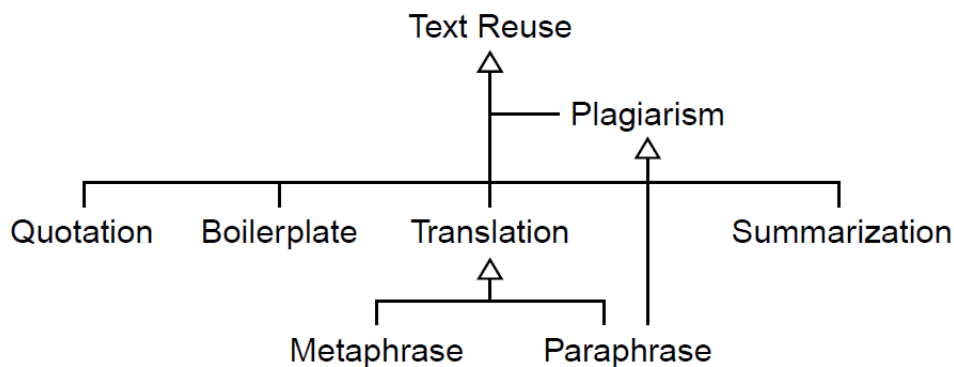 Text Reuse
Plagiarism
Quotation Boilerplate Translation Summarization
Metaphrase Paraphrase